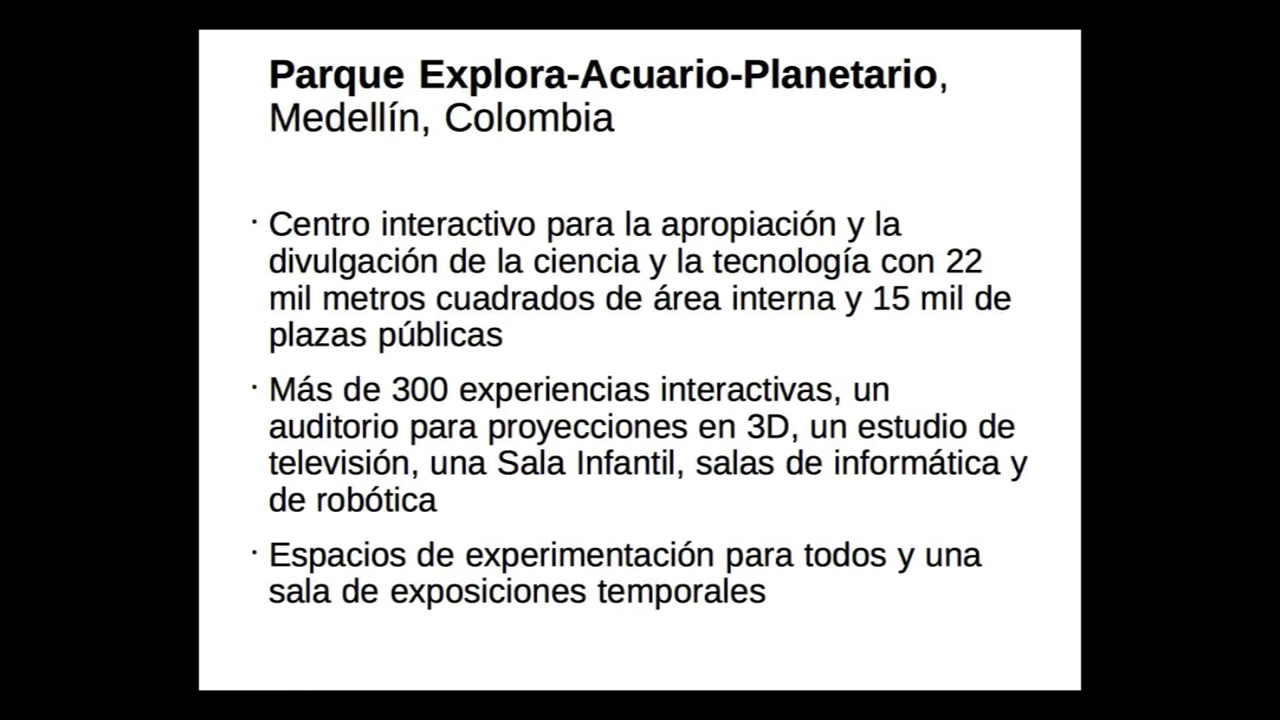 Parque Explora-Acuario-Planetario,
Medellín, Colombia
· Centro interactivo para la apropiación y la
divulgación de la ciencia y la tecnología con 22
mil metros cuadrados de área interna y 15 mil de
plazas públicas
· Más de 300 experiencias interactivas, un
auditorio para proyecciones en 3D, un estudio de
televisión, una Sala Infantil, salas de informática y
de robótica
· Espacios de experimentación para todos y una
sala de exposiciones temporales